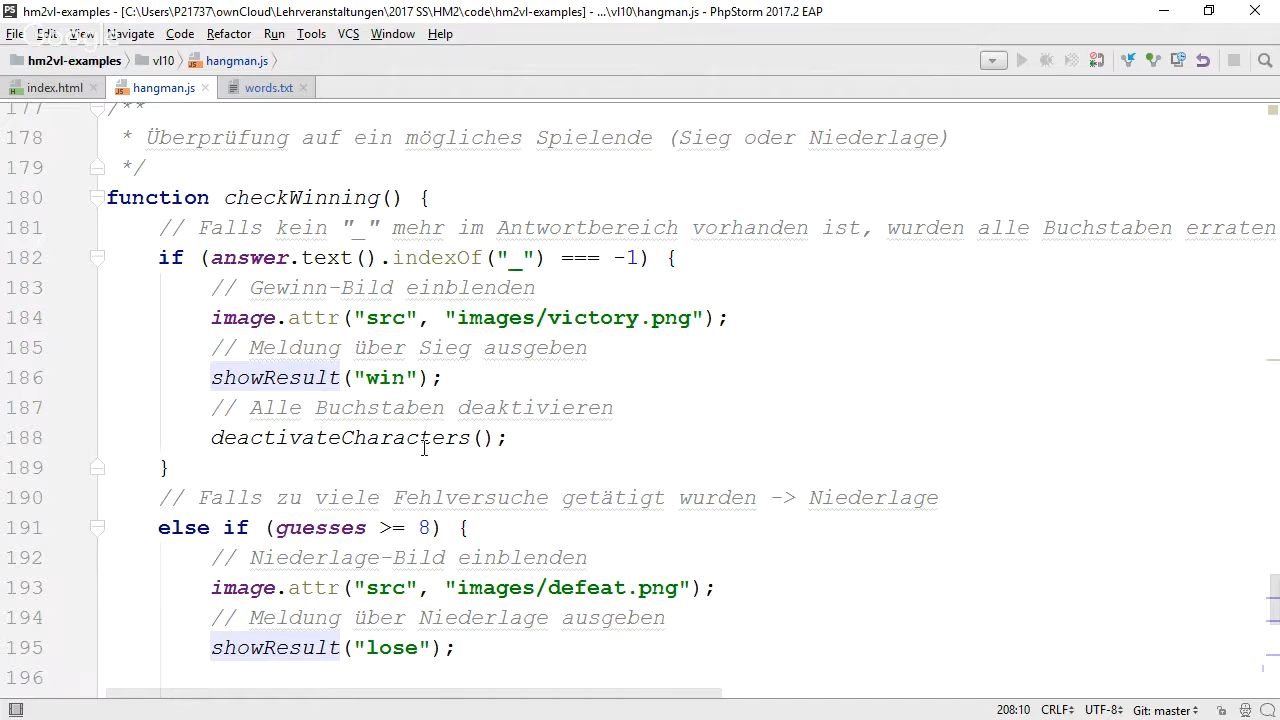 hm2vl-examples - [C:\Users\P21737\ownCloud\Lehrveranstaltungen\2017 SS\HM2\code\hm2vl-examples] - ...\vl10\hangman.js - PhpStorm 2017.2 EAP
File Edit View Navigate Code Refactor Run Tools VCS Window Help
Google
hm2vl-examples vl10 hangman.js
index.html hangman.js words.txt
177 /**
178 * Überprüfung auf ein mögliches Spielende (Sieg oder Niederlage)
179 */
180 function checkWinning() {
181 // Falls kein "_" mehr im Antwortbereich vorhanden ist, wurden alle Buchstaben erraten
182 if (answer.text().indexOf("_") === -1) {
183 // Gewinn-Bild einblenden
184 image.attr("src", "images/victory.png");
185 // Meldung über Sieg ausgeben
186 showResult("win");
187 // Alle Buchstaben deaktivieren
188 deactivateCharacters();
189 }
190 // Falls zu viele Fehlversuche getätigt wurden -> Niederlage
191 else if (guesses >= 8) {
192 // Niederlage-Bild einblenden
193 image.attr("src", "images/defeat.png");
194 // Meldung über Niederlage ausgeben
195 showResult("lose");
196
208:10 CRLF UTF-8 Git: master